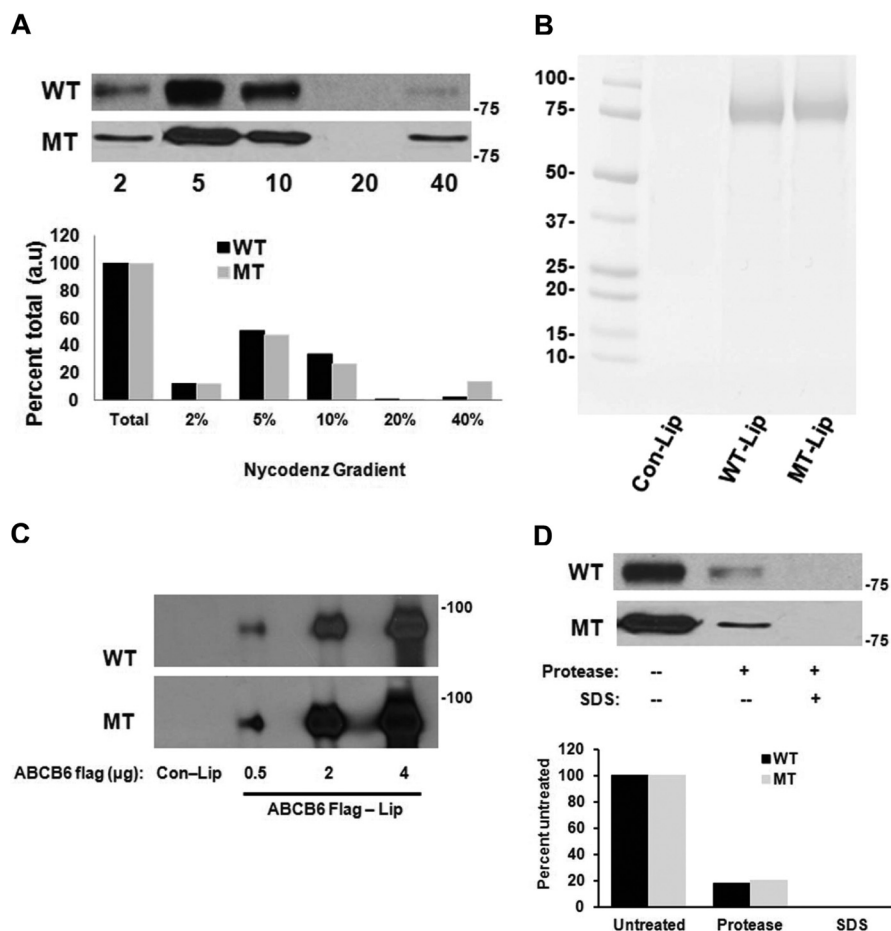 A
WT
-75
MT
-75
2 5 10 20 40
Percent total (a.u)
120
100
80
60
40
20
0
WT
MT
Total 2% 5% 10% 20% 40%
Nycodenz Gradient
B
100-
75-
50-
37-
25-
20-
15-
10-
Con-Lip
WT-Lip
MT-Lip
C
-100
WT
-100
MT
ABCB6 flag (µg): Con–Lip 0.5 2 4
ABCB6 Flag – Lip
D
WT
-75
MT
-75
Protease: -- + +
SDS: -- -- +
Percent untreated
120
100
80
60
40
20
0
WT
MT
Untreated Protease SDS